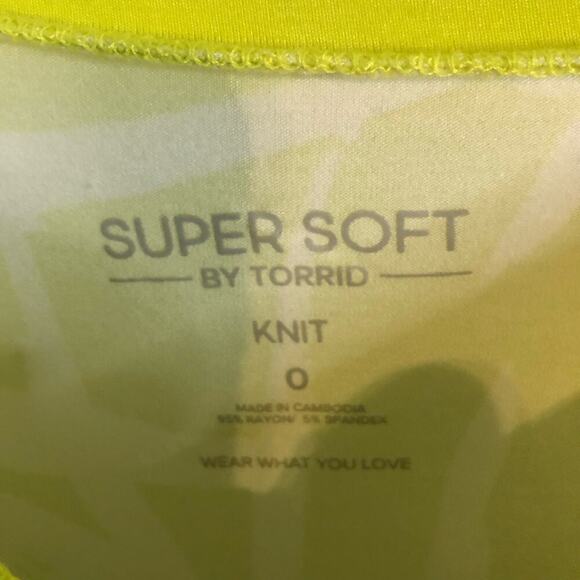 SUPER SOFT
BY TORRID
KNIT
0
MADE IN CAMBODIA
95% RAYON/ 5% SPANDEX
WEAR WHAT YOU LOVE